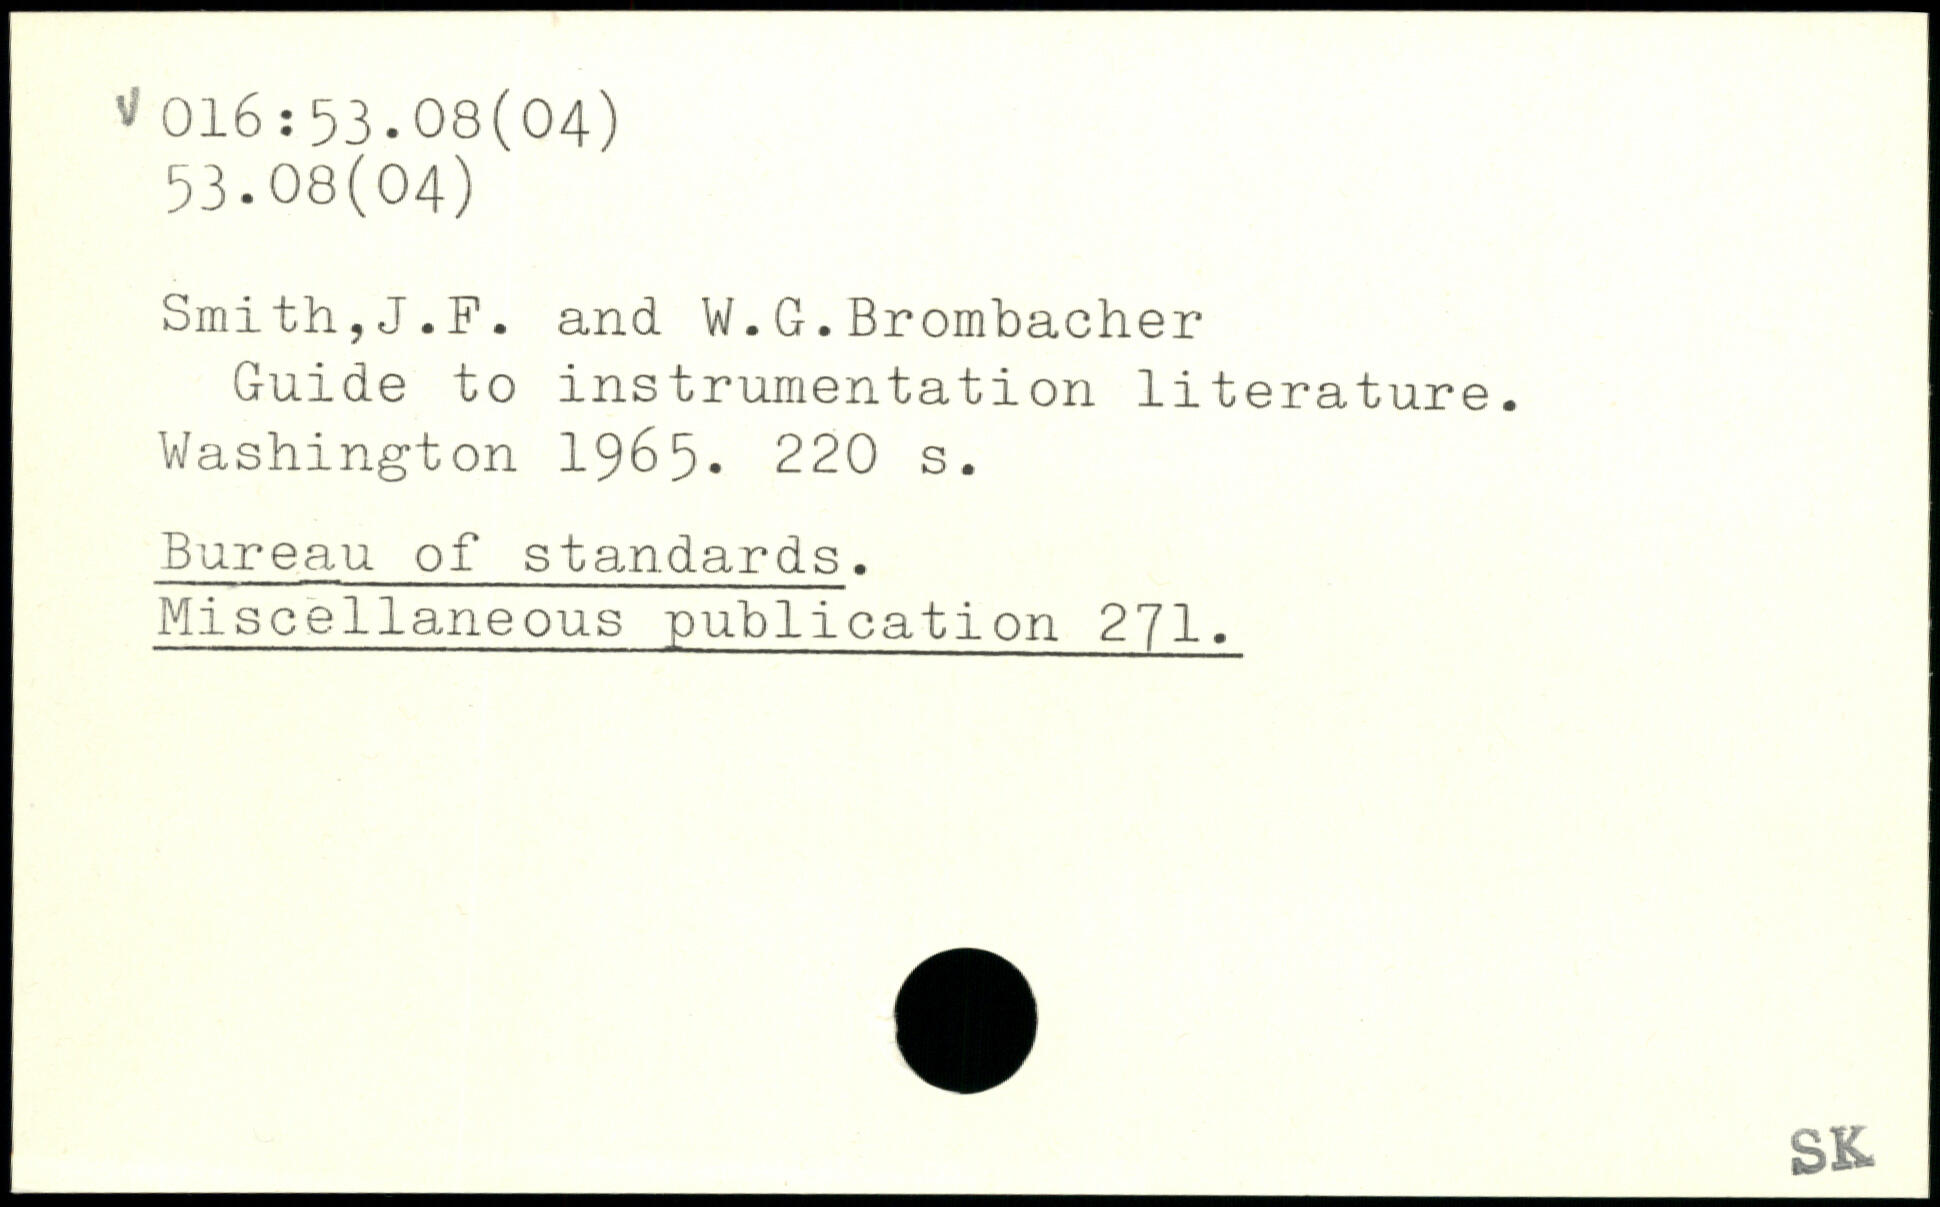 v 016:53.08(04)
53.08(04)
Smith,J.F. and W.G.Brombacher
Guide to instrumentation literature.
Washington 1965. 220 s.
Bureau of standards.
Miscellaneous publication 271.
SK